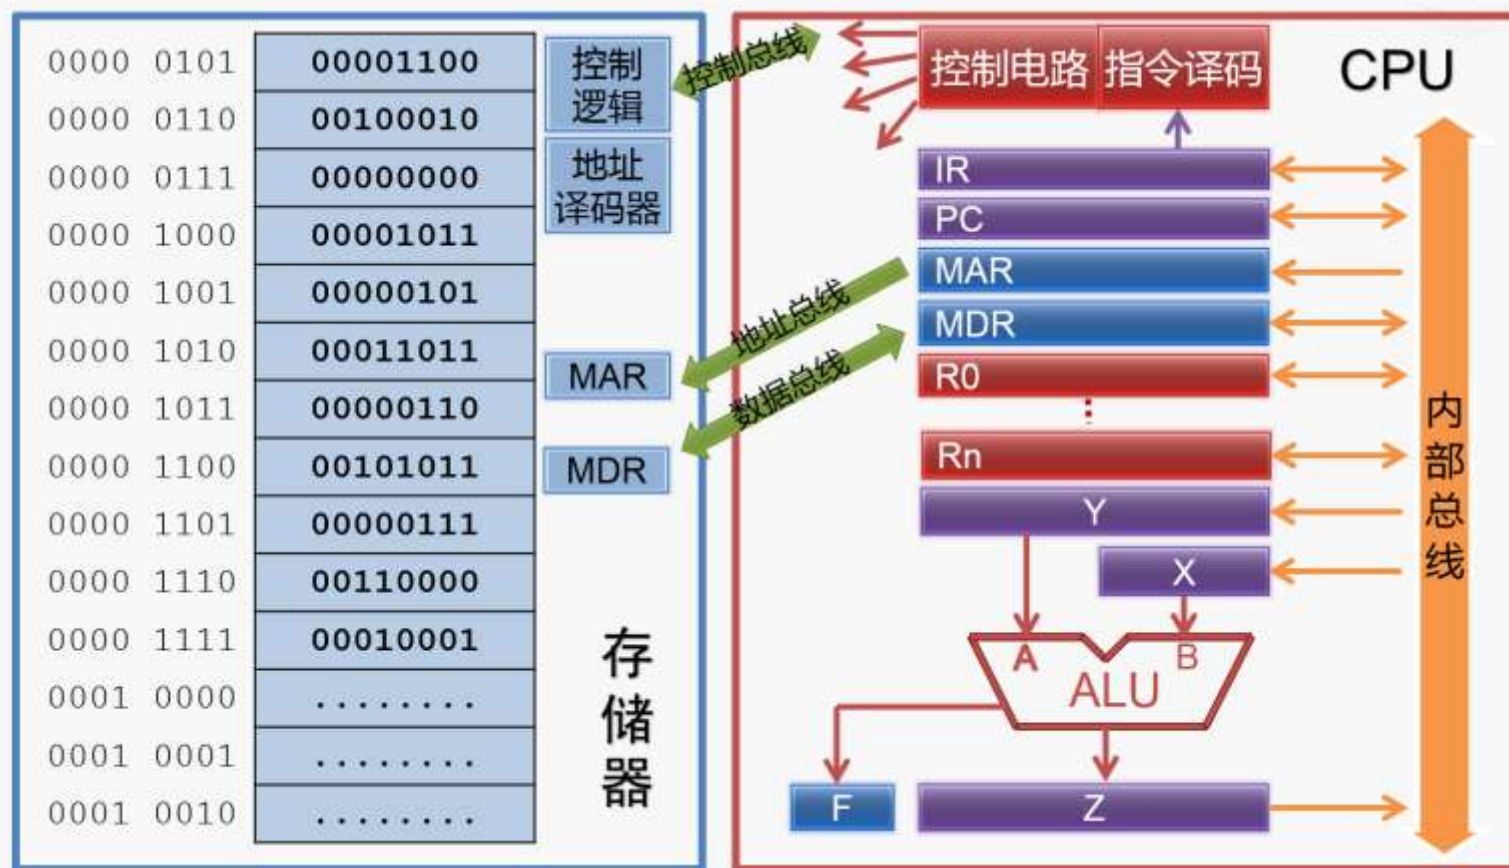 0000 0101 00001100
0000 0110 00100010
0000 0111 00000000
0000 1000 00001011
0000 1001 00000101
0000 1010 00011011
0000 1011 00000110
0000 1100 00101011
0000 1101 00000111
0000 1110 00110000
0000 1111 00010001
0001 0000 ........
0001 0001 ........
0001 0010 ........
控制
逻辑
地址
译码器
MAR
MDR
存储器
控制总线
地址总线
数据总线
控制电路 指令译码
CPU
IR
PC
MAR
MDR
R0
Rn
Y
X
A B
ALU
F
Z
内部总线